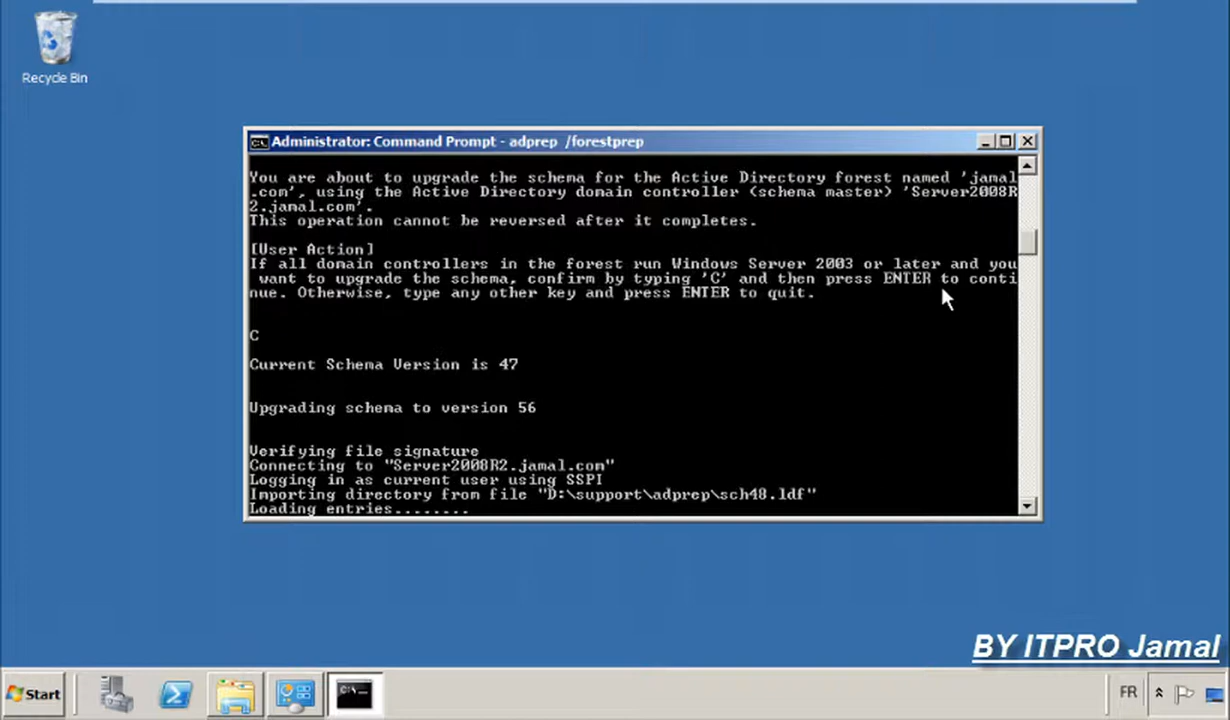 Recycle Bin
Administrator: Command Prompt - adprep /forestprep
You are about to upgrade the schema for the Active Directory forest named 'jamal
.com', using the Active Directory domain controller (schema master) 'Server2008R
2.jamal.com'.
This operation cannot be reversed after it completes.
[User Action]
If all domain controllers in the forest run Windows Server 2003 or later and you
want to upgrade the schema, confirm by typing 'C' and then press ENTER to conti
nue. Otherwise, type any other key and press ENTER to quit.
C
Current Schema Version is 47
Upgrading schema to version 56
Verifying file signature
Connecting to "Server2008R2.jamal.com"
Logging in as current user using SSPI
Importing directory from file "D:\support\adprep\sch48.ldf"
Loading entries........
BY ITPRO Jamal
Start
FR